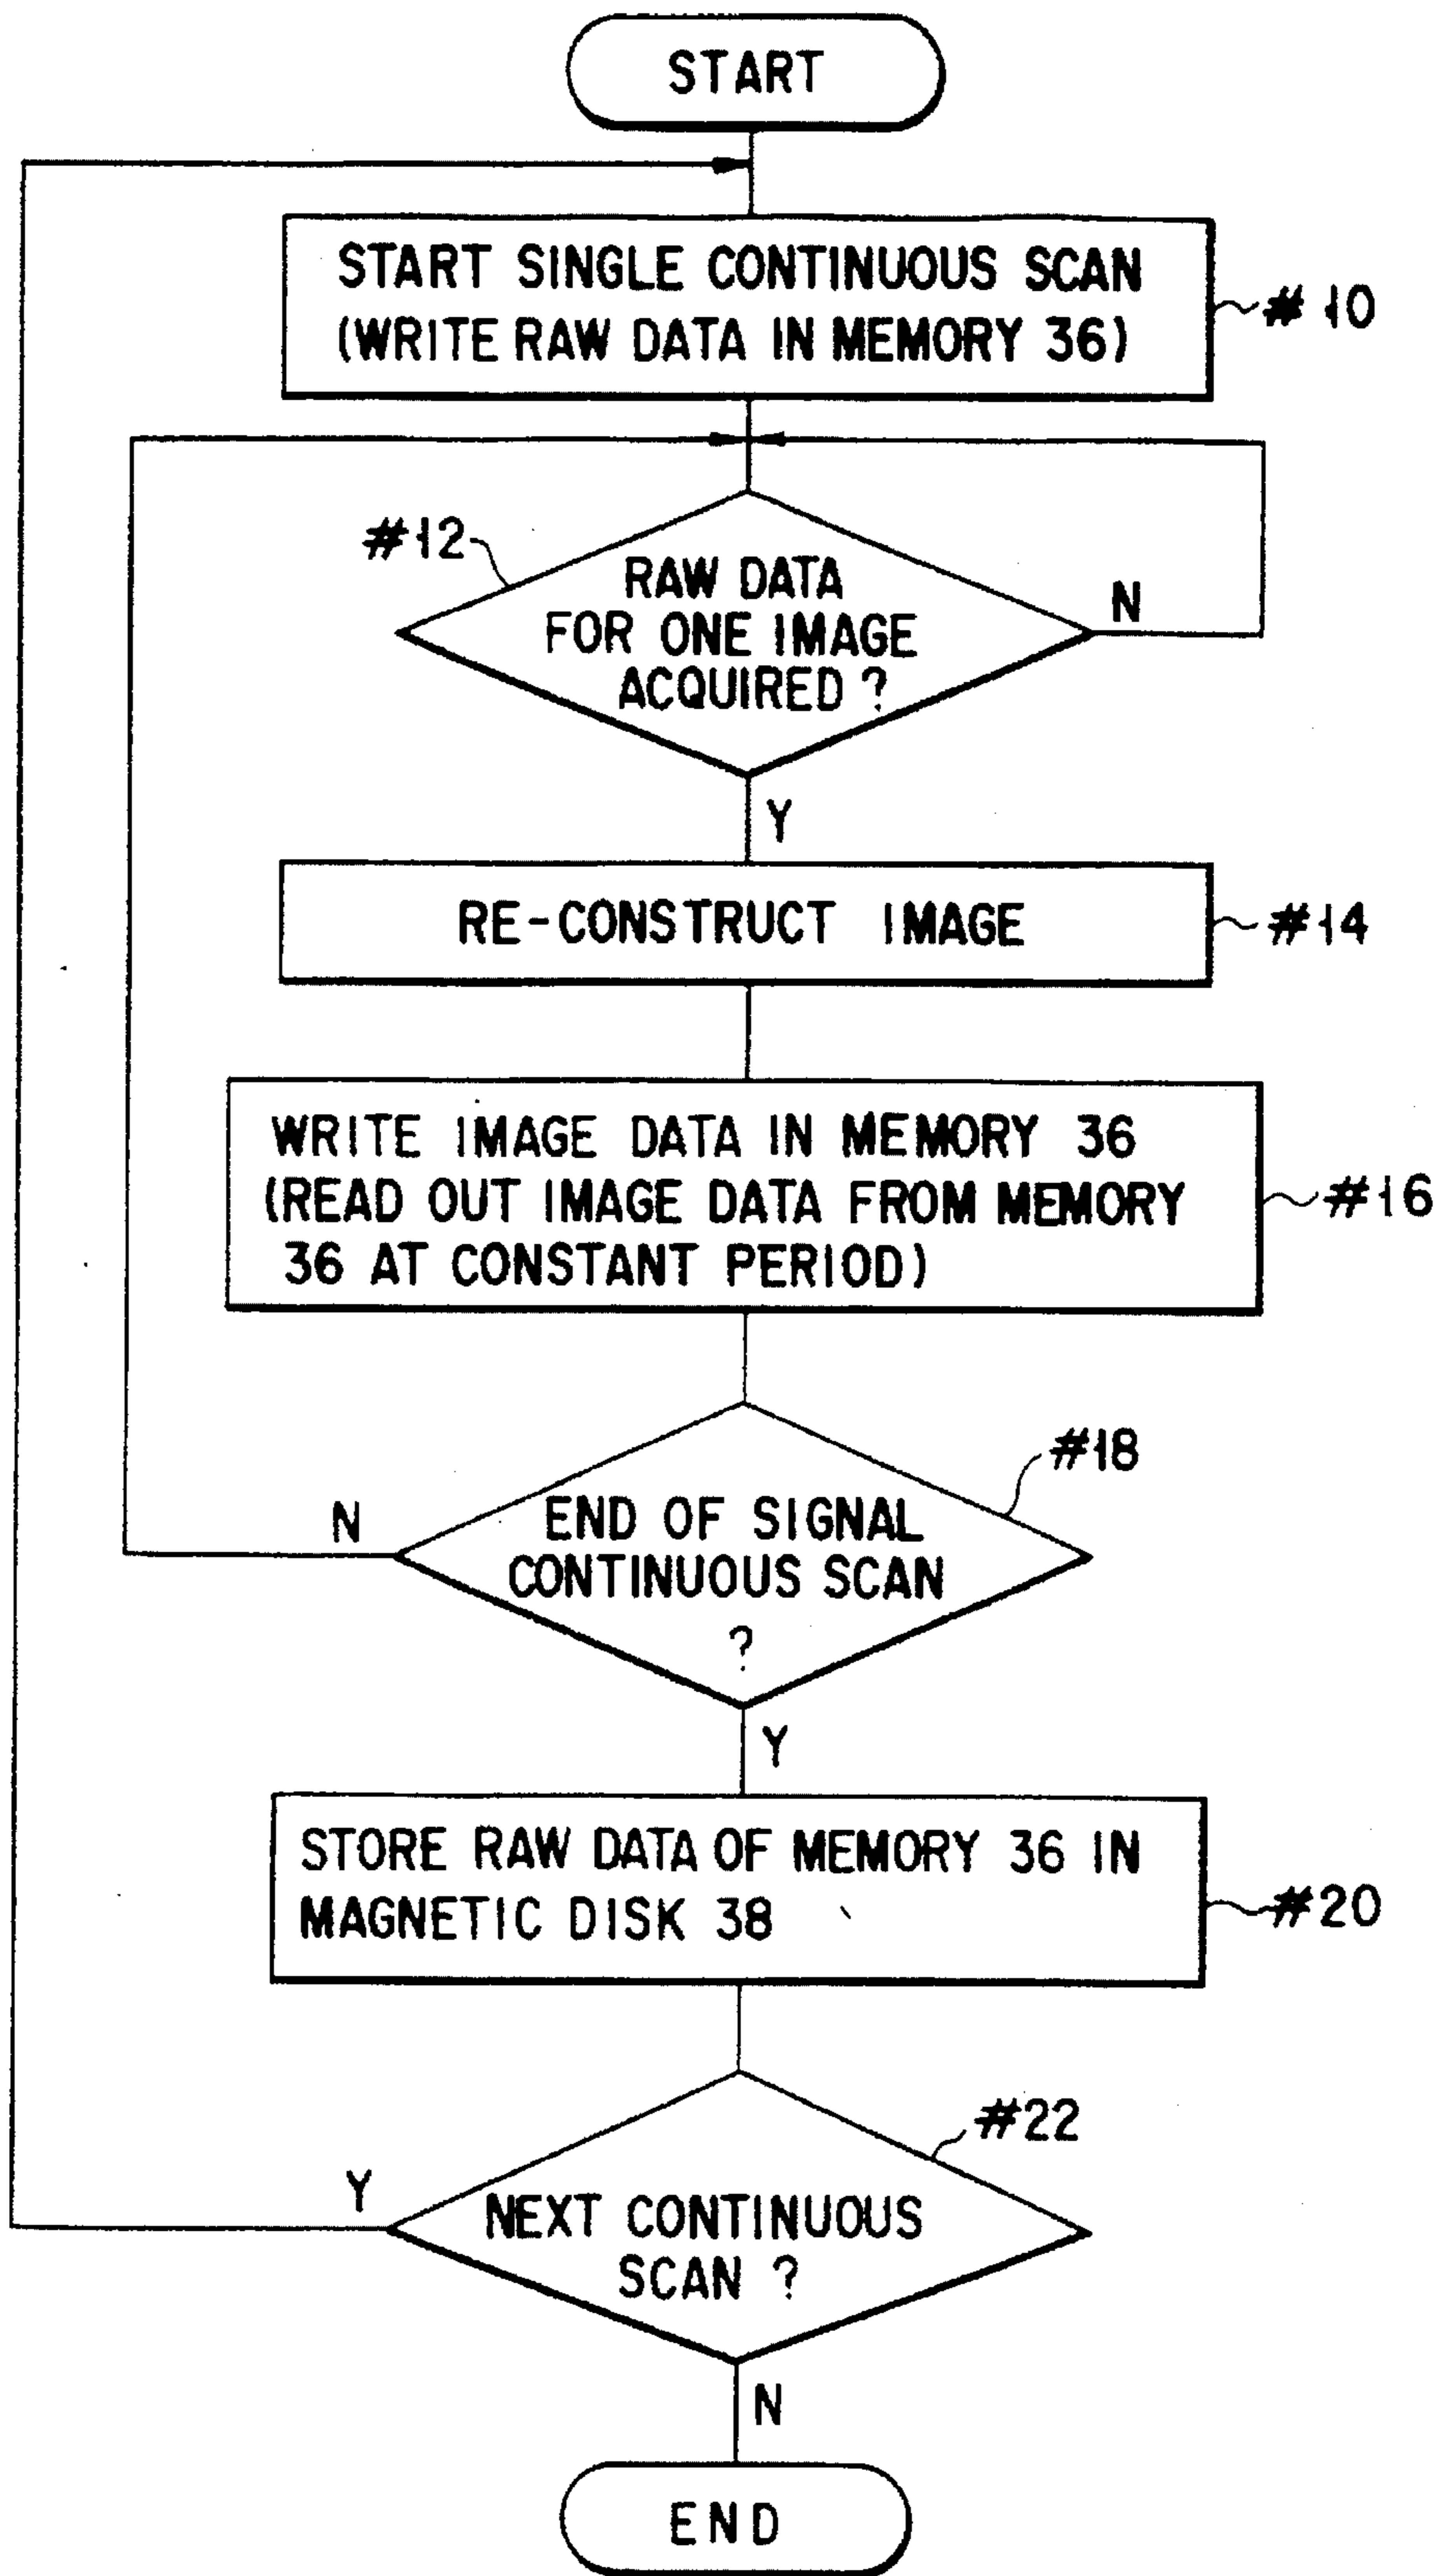 START
START SINGLE CONTINUOUS SCAN
(WRITE RAW DATA IN MEMORY 36)
#10
#12
RAW DATA
FOR ONE IMAGE
ACQUIRED ?
N
Y
RE-CONSTRUCT IMAGE
#14
WRITE IMAGE DATA IN MEMORY 36
(READ OUT IMAGE DATA FROM MEMORY
36 AT CONSTANT PERIOD)
#16
#18
N
END OF SIGNAL
CONTINUOUS SCAN
?
Y
STORE RAW DATA OF MEMORY 36 IN
MAGNETIC DISK 38
#20
#22
Y
NEXT CONTINUOUS
SCAN ?
N
END